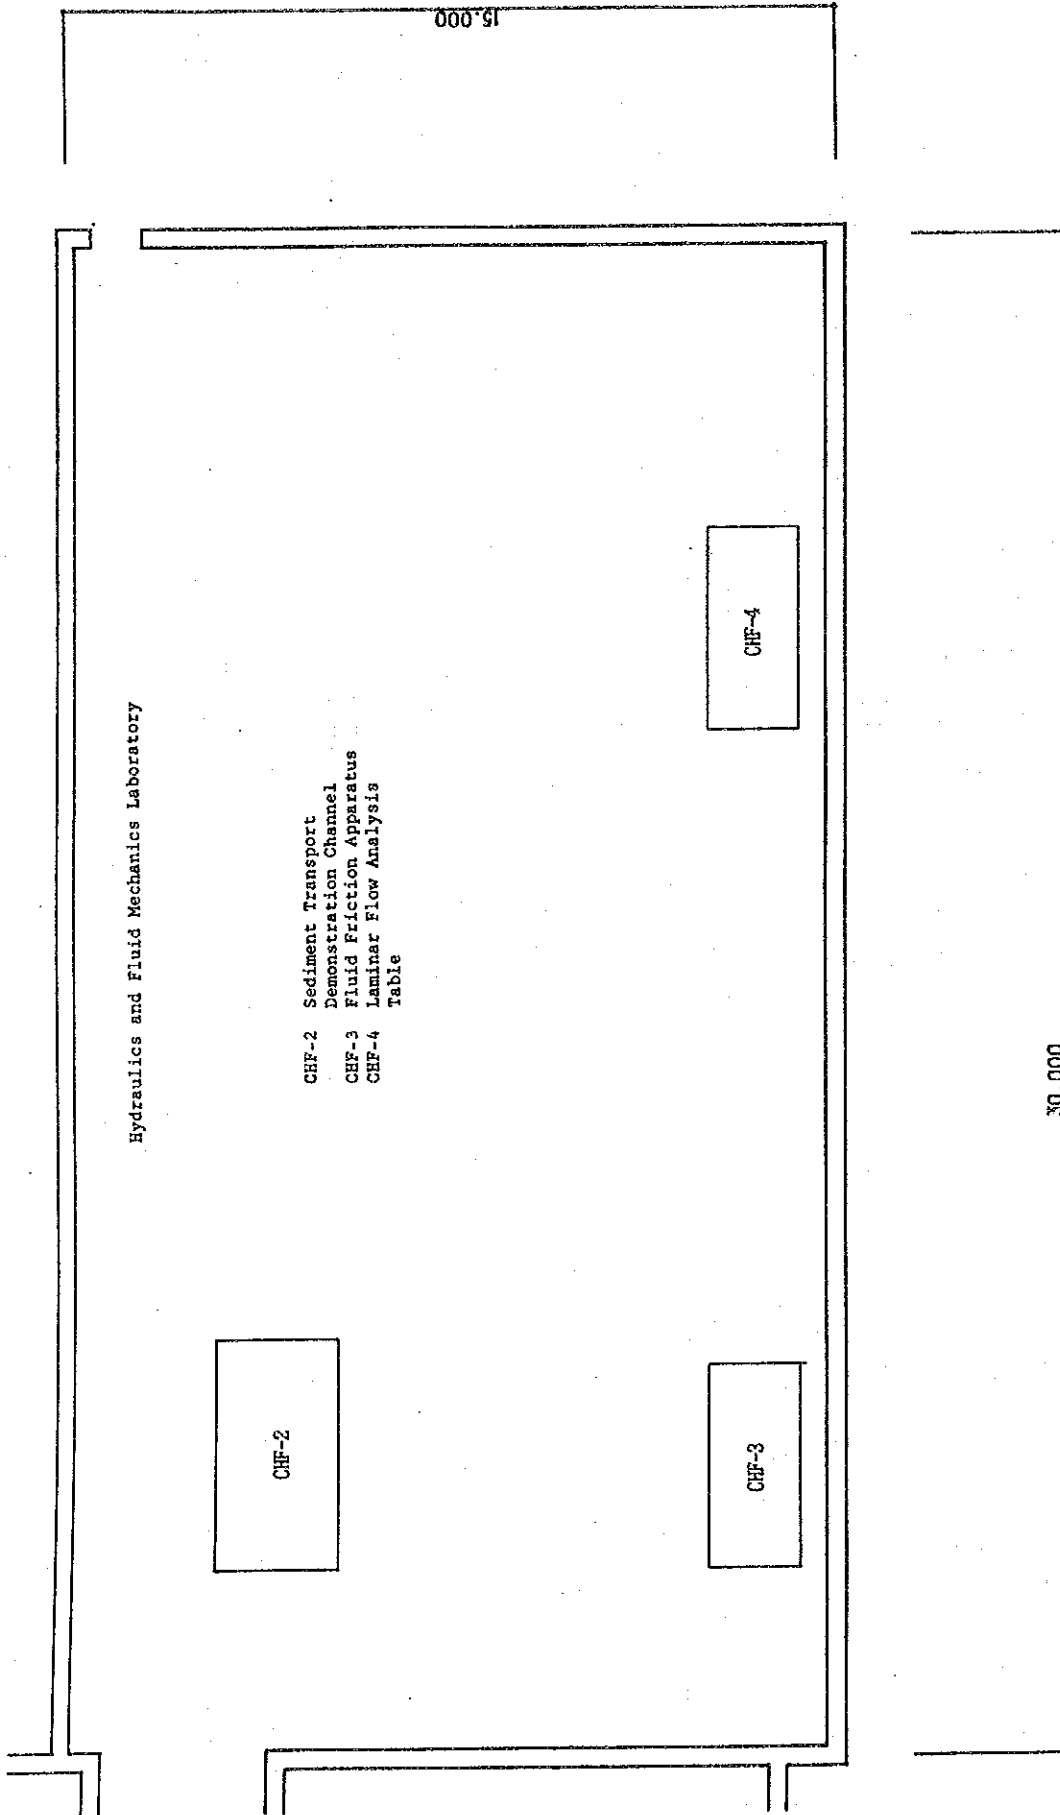 15.000
Hydraulics and Fluid Mechanics Laboratory
CHF-2 Sediment Transport
Demonstration Channel
CHF-3 Fluid Friction Apparatus
CHF-4 Laminar Flow Analysis
Table
CHF-2
CHF-3
CHF-4
30.000